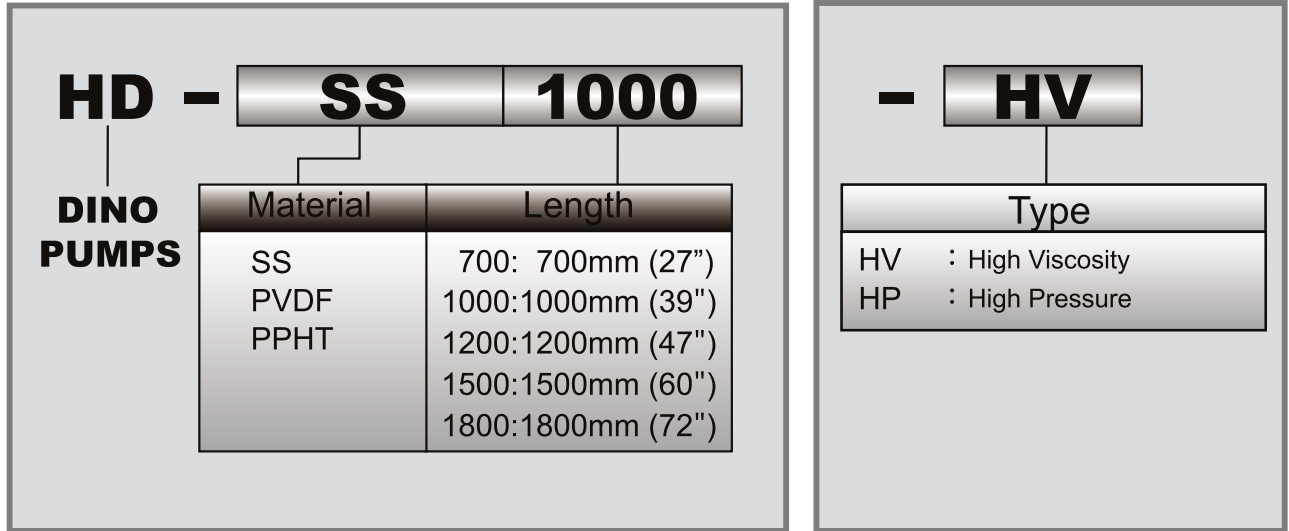 HD - SS 1000
DINO
PUMPS
Material Length
SS 700: 700mm (27”)
PVDF 1000:1000mm (39")
PPHT 1200:1200mm (47")
1500:1500mm (60")
1800:1800mm (72")
- HV
Type
HV : High Viscosity
HP : High Pressure